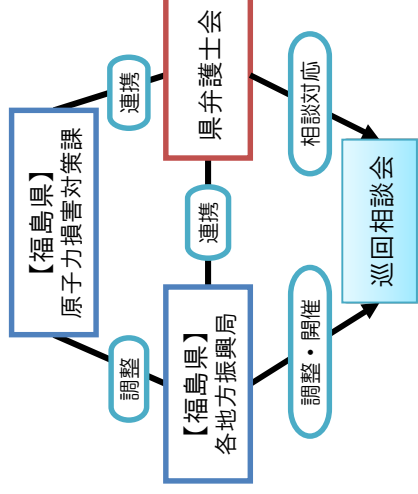 【福島県】
原子力損害対策課
調整
連携
【福島県】
各地方振興局
連携
県弁護士会
調整・開催
相談対応
巡回相談会